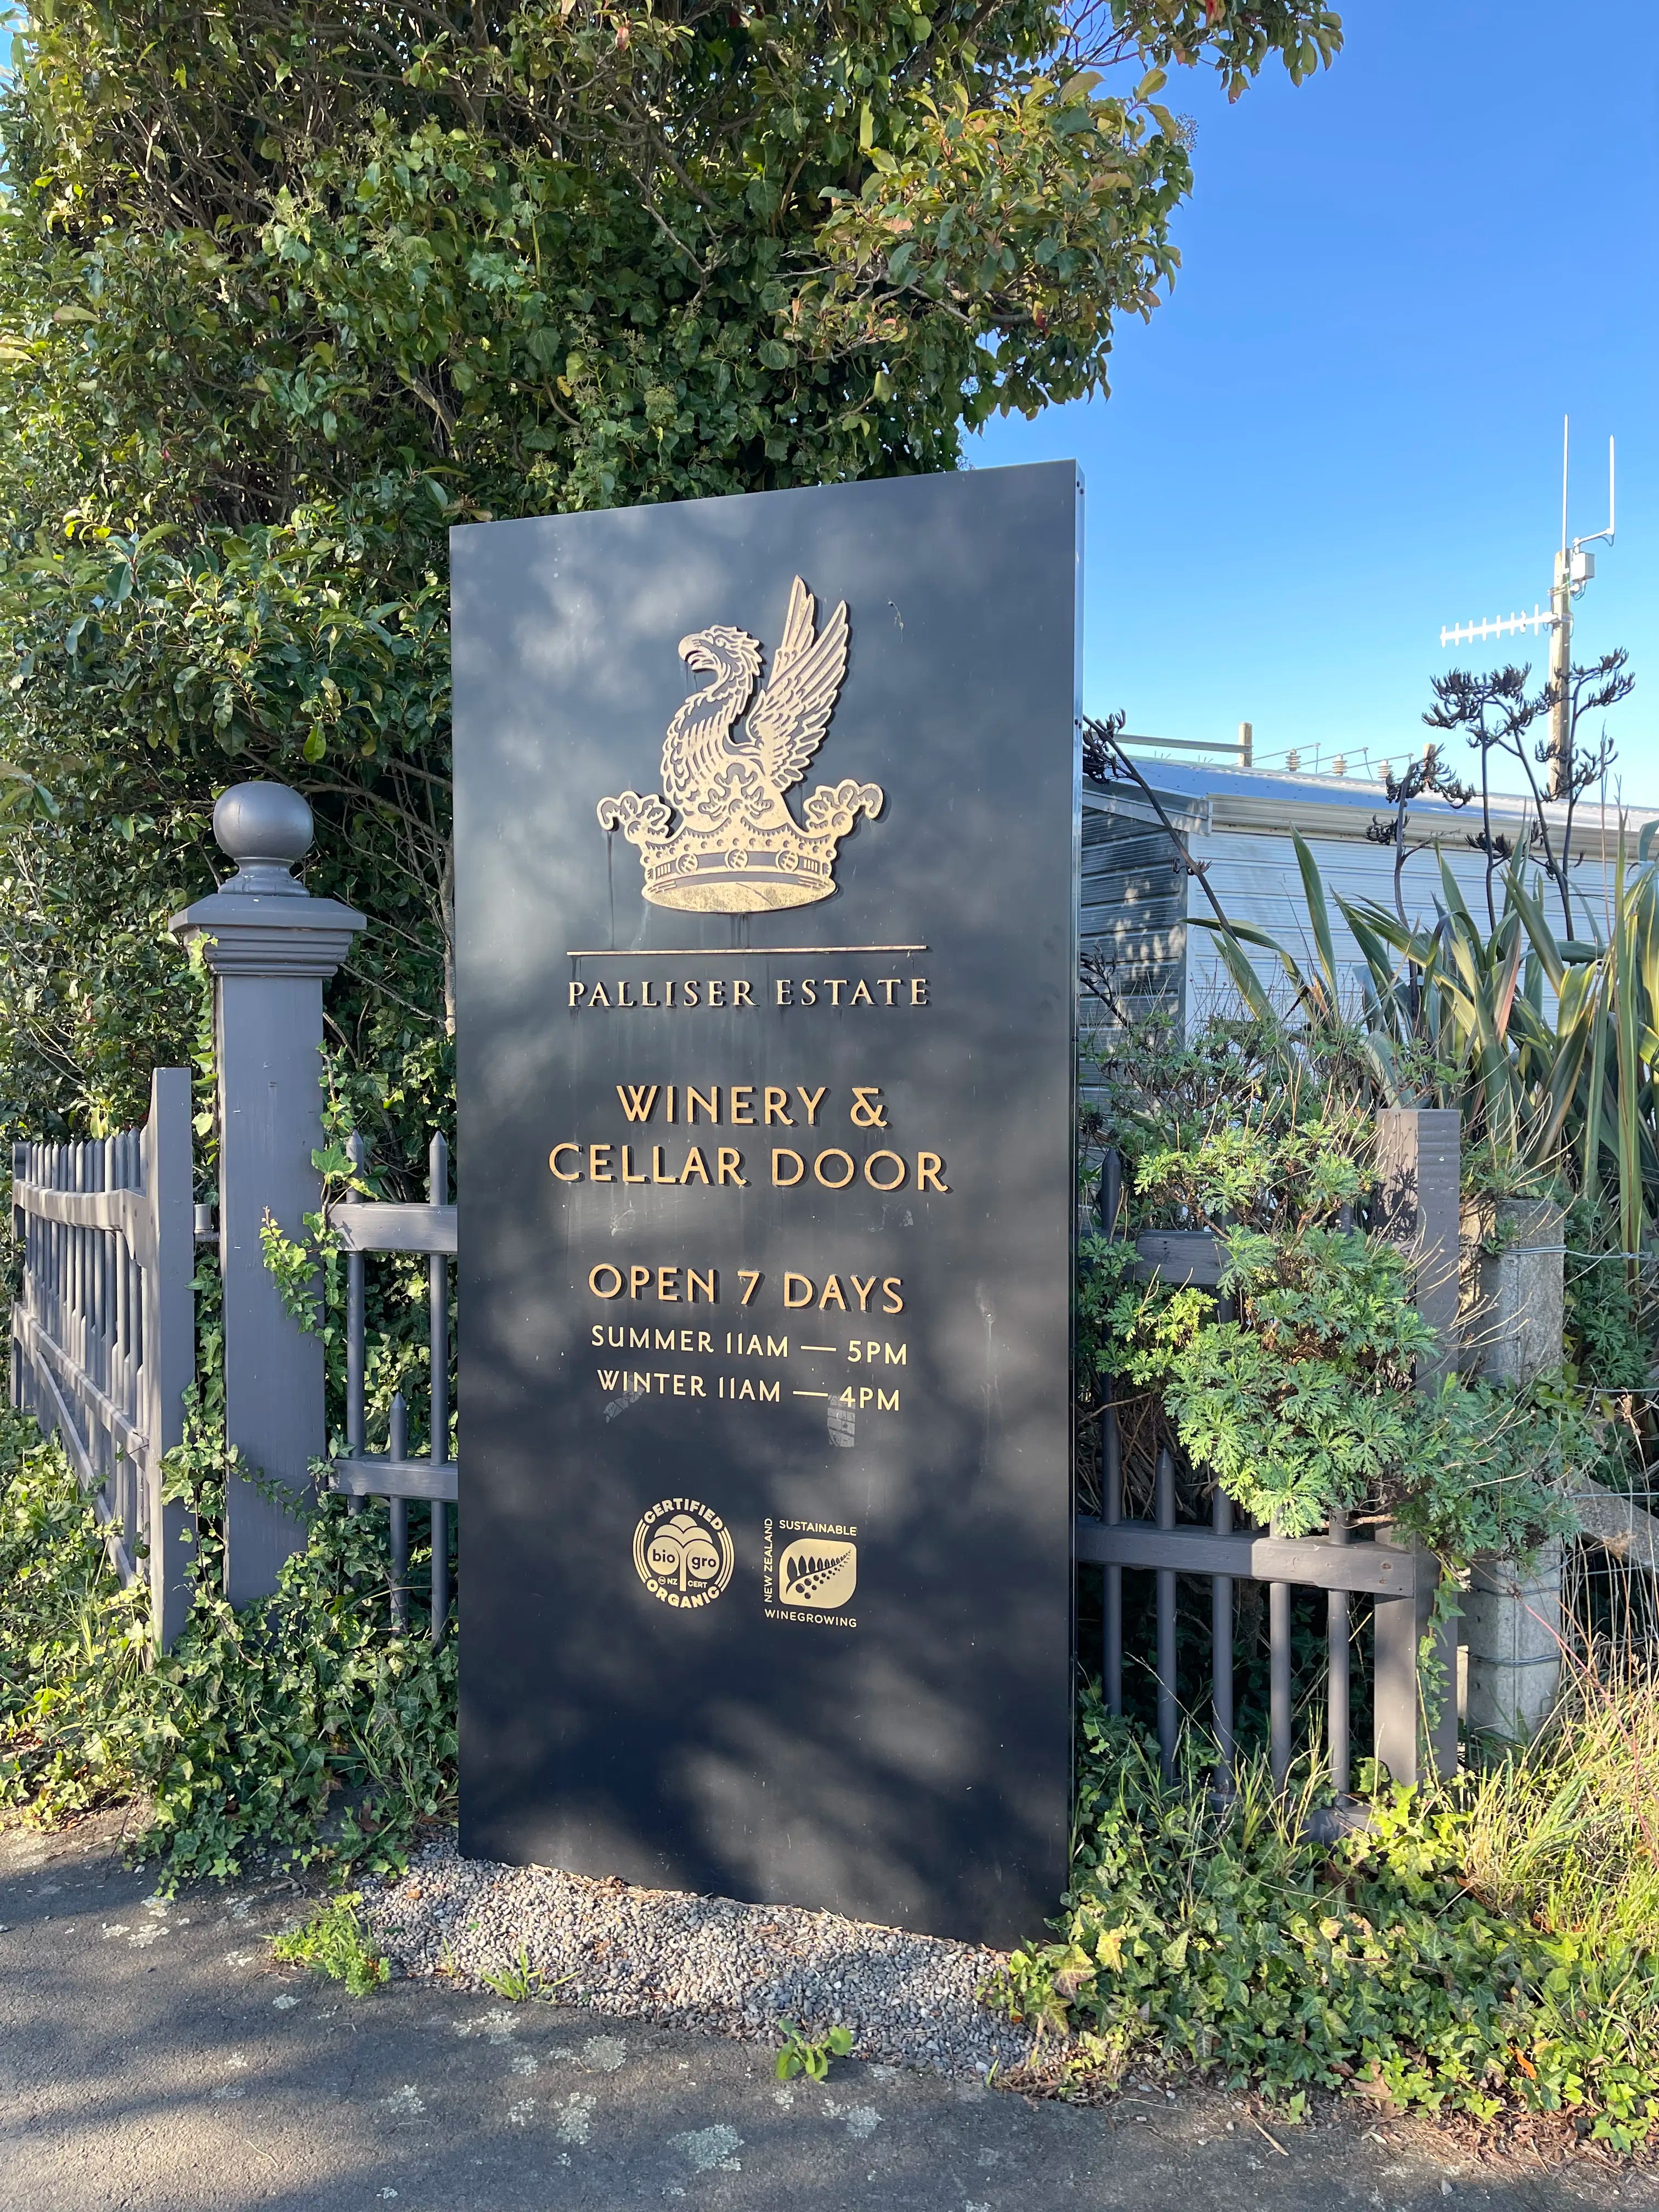 PALLISER ESTATE
WINERY &
CELLAR DOOR
OPEN 7 DAYS
SUMMER 11AM — 5PM
WINTER 11AM — 4PM
CERTIFIED
bio gro
NZ CERT
ORGANIC
NEW ZEALAND
SUSTAINABLE
WINEGROWING